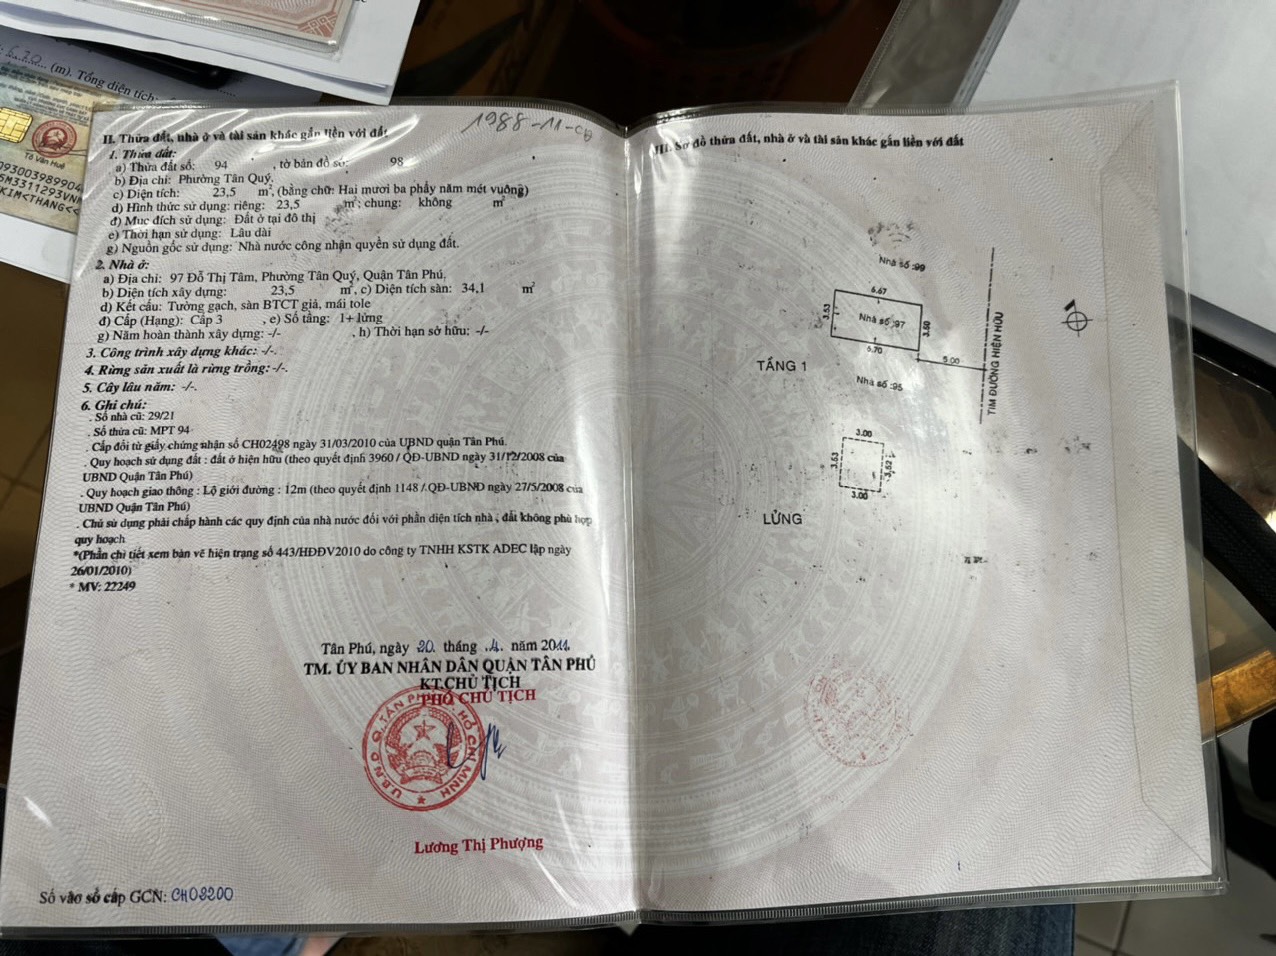 (m). Tổng diện tích:
Tô Văn Huê
093003989904
5M3311293VNM
KIM<THANG<<
1988-11-
II. Thửa đất, nhà ở và tài sản khác gắn liền với đất
1. Thửa đất:
a) Thửa đất số: 94 , tờ bản đồ số: 98
b) Địa chỉ: Phường Tân Quý,
c) Diện tích: 23,5 m², (bằng chữ: Hai mươi ba phẩy năm mét vuông)
d) Hình thức sử dụng: riêng: 23,5 m²; chung: không m²
đ) Mục đích sử dụng: Đất ở tại đô thị
e) Thời hạn sử dụng: Lâu dài
g) Nguồn gốc sử dụng: Nhà nước công nhận quyền sử dụng đất.
2. Nhà ở:
a) Địa chỉ: 97 Đỗ Thị Tâm, Phường Tân Quý, Quận Tân Phú.
b) Diện tích xây dựng: 23,5 m², c) Diện tích sàn: 34,1 m²
d) Kết cấu: Tường gạch, sàn BTCT giả, mái tole
đ) Cấp (Hạng): Cấp 3 , e) Số tầng: 1+ lửng
g) Năm hoàn thành xây dựng: -/- , h) Thời hạn sở hữu: -/-
3. Công trình xây dựng khác: -/-.
4. Rừng sản xuất là rừng trồng: -/-.
5. Cây lâu năm: -/-.
6. Ghi chú:
. Số nhà cũ: 29/21
. Số thửa cũ: MPT 94
. Cấp đổi từ giấy chứng nhận số CH02498 ngày 31/03/2010 của UBND quận Tân Phú.
. Quy hoạch sử dụng đất : đất ở hiện hữu (theo quyết định 3960 / QĐ-UBND ngày 31/12/2008 của
UBND Quận Tân Phú)
. Quy hoạch giao thông : Lộ giới đường : 12m (theo quyết định 1148 /.QĐ-UBND ngày 27/5/2008 của
UBND Quận Tân Phú)
. Chủ sử dụng phải chấp hành các quy định của nhà nước đối với phần diện tích nhà , đất không phù hợp
quy hoạch
*(Phần chi tiết xem bản vẽ hiện trạng số 443/HĐĐV2010 do công ty TNHH KSTK ADEC lập ngày
26/01/2010)
* MV: 22249
Tân Phú, ngày 20. tháng .4. năm 2011.
TM. ỦY BAN NHÂN DÂN QUẬN TÂN PHÚ
KT.CHỦ TỊCH
PHÓ CHỦ TỊCH
U.B.N.D Q.TÂN PHÚ T.P HỒ CHÍ MINH
Lương Thị Phượng
Số vào sổ cấp GCN: CH03200
III. Sơ đồ thửa đất, nhà ở và tài sản khác gắn liền với đất
Nhà số :99
6.67
3.53
Nhà số :97
3.50
6.70
5.00
Nhà số :95
TIM ĐƯỜNG HIỆN HỮU
TẦNG 1
3.00
3.53
3.52
3.00
LỬNG